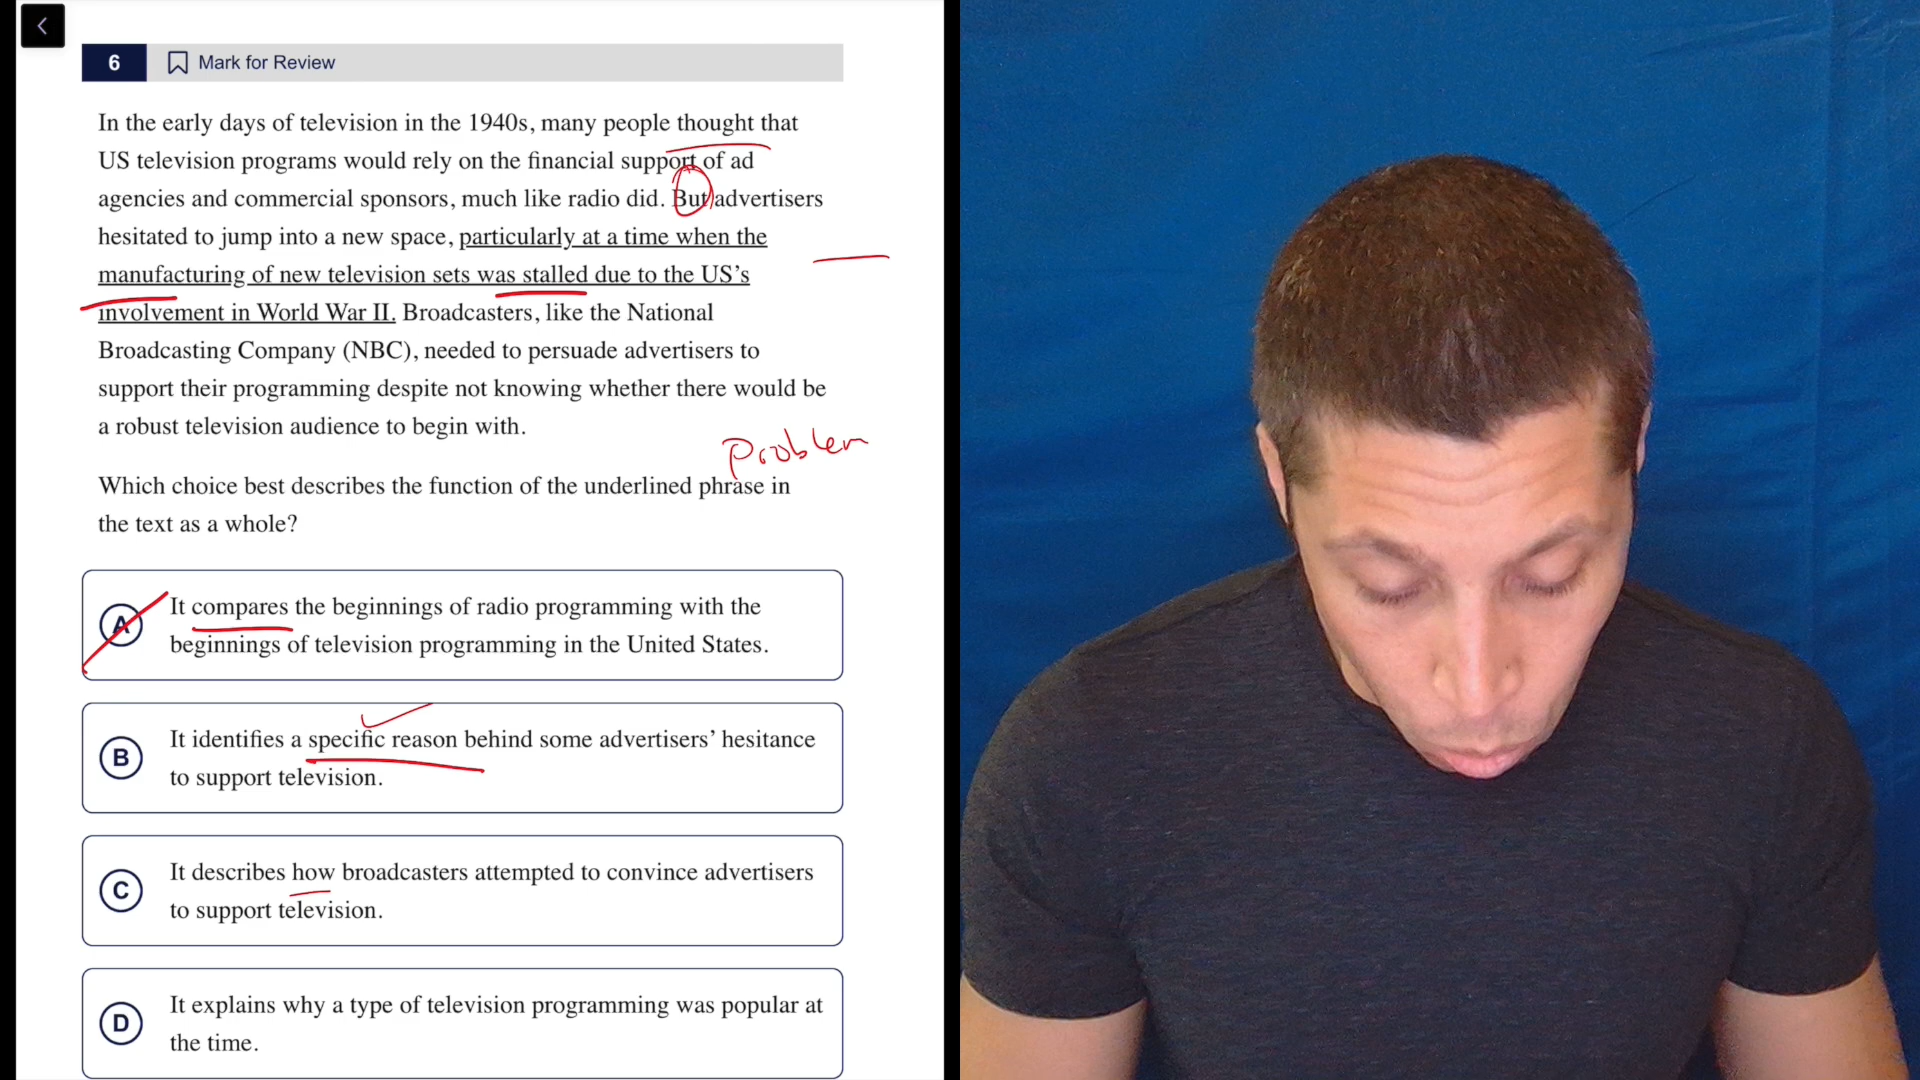 6 Mark for Review
In the early days of television in the 1940s, many people thought that
US television programs would rely on the financial support of ad
agencies and commercial sponsors, much like radio did. But advertisers
hesitated to jump into a new space, particularly at a time when the
manufacturing of new television sets was stalled due to the US’s
involvement in World War II. Broadcasters, like the National
Broadcasting Company (NBC), needed to persuade advertisers to
support their programming despite not knowing whether there would be
a robust television audience to begin with.
Problem
Which choice best describes the function of the underlined phrase in
the text as a whole?
A It compares the beginnings of radio programming with the
beginnings of television programming in the United States.
B It identifies a specific reason behind some advertisers’ hesitance
to support television.
C It describes how broadcasters attempted to convince advertisers
to support television.
D It explains why a type of television programming was popular at
the time.